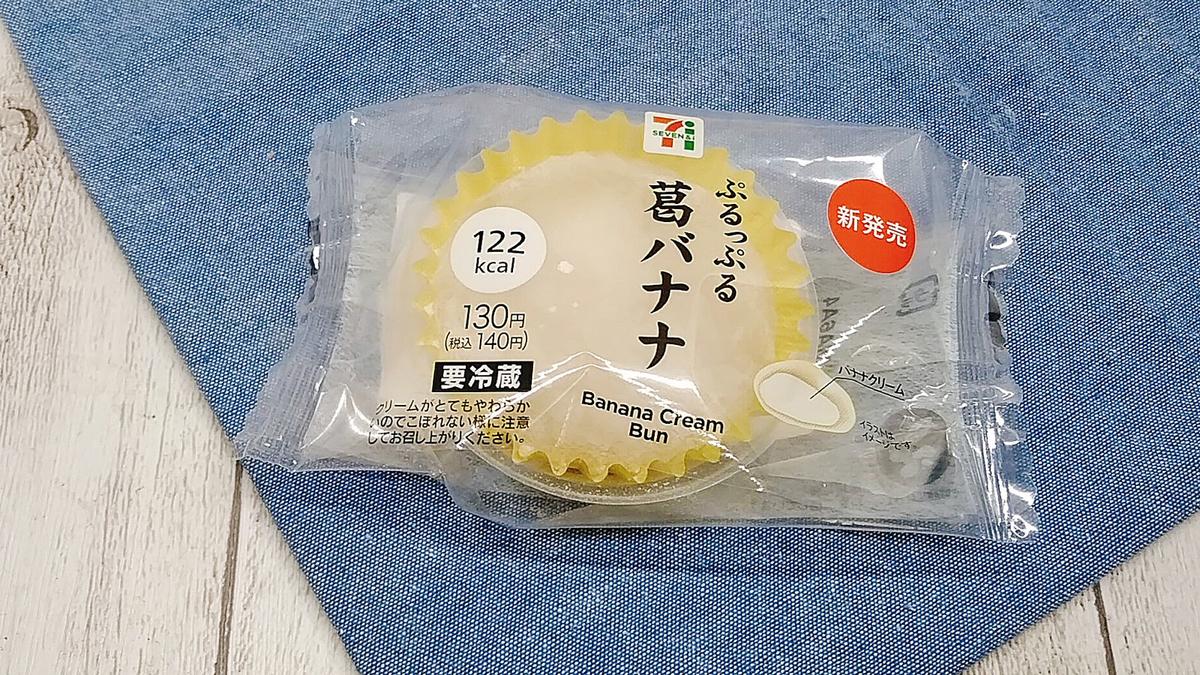 SEVEN&i
ぷるっぷる
葛バナナ
新発売
122
kcal
130円
(税込 140円)
要冷蔵
クリームがとてもやわらか
いのでこぼれない様に注意
してお召し上がりください。
Banana Cream
Bun
バナナクリーム
イラストは
イメージです。